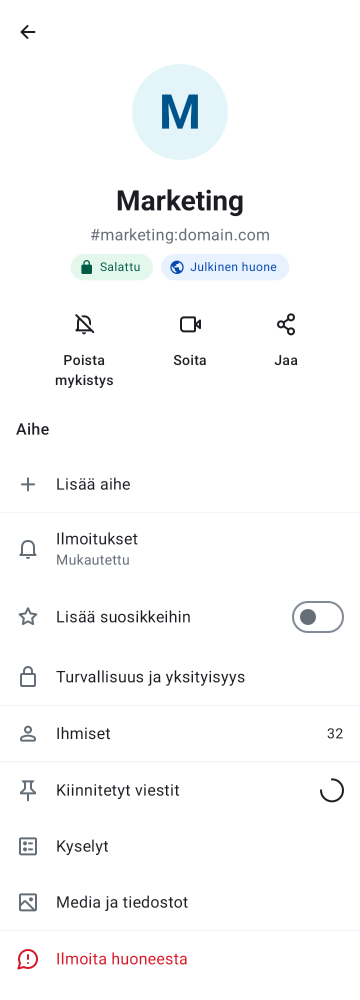 M
Marketing
#marketing:domain.com
Salattu
Julkinen huone
Poista
mykistys
Soita
Jaa
Aihe
Lisää aihe
Ilmoitukset
Mukautettu
Lisää suosikkeihin
Turvallisuus ja yksityisyys
Ihmiset
32
Kiinnitetyt viestit
Kyselyt
Media ja tiedostot
Ilmoita huoneesta